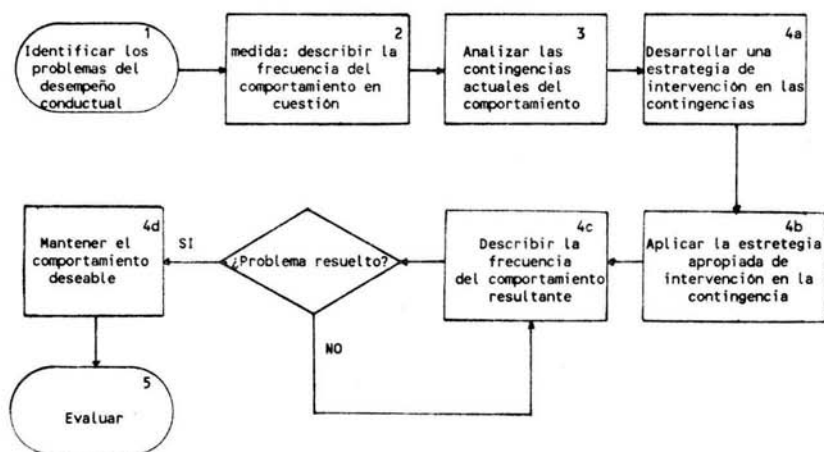 1
Identificar los
problemas del
desempeño
conductual
2
medida: describir la
frecuencia del
comportamiento en
cuestión
3
Analizar las
contingencias
actuales del
comportamiento
4a
Desarrollar una
estrategia de
intervención en las
contingencias
4b
Aplicar la estretegia
apropiada de
intervención en la
contingencia
4c
Describir la
frecuencia
del comportamiento
resultante
¿Problema resuelto?
NO
SI
4d
Mantener el
comportamiento
deseable
5
Evaluar